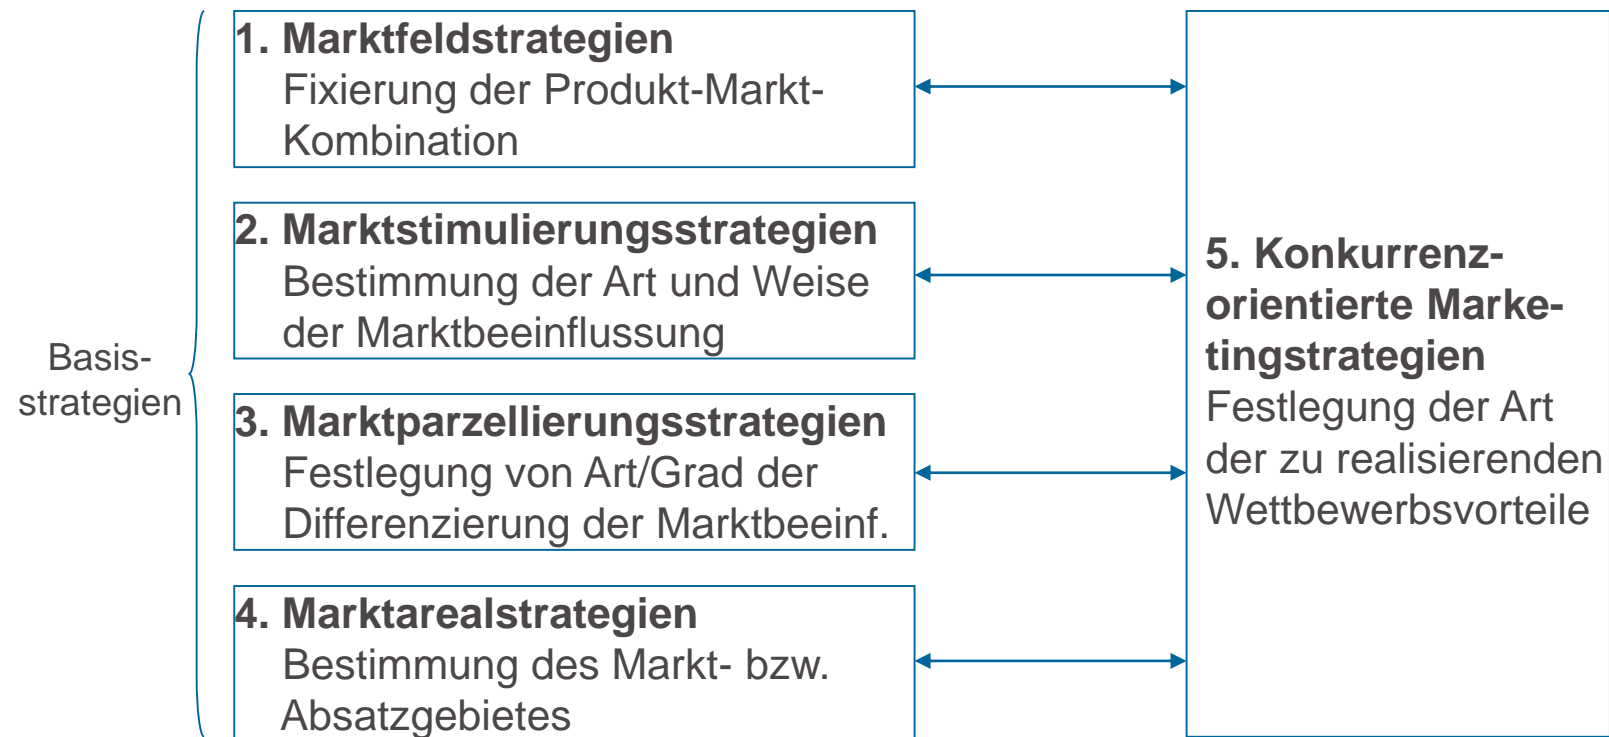 Basis-
strategien
1. Marktfeldstrategien
Fixierung der Produkt-Markt-
Kombination
2. Marktstimulierungsstrategien
Bestimmung der Art und Weise
der Marktbeeinflussung
3. Marktparzellierungsstrategien
Festlegung von Art/Grad der
Differenzierung der Marktbeeinf.
4. Marktarealstrategien
Bestimmung des Markt- bzw.
Absatzgebietes
5. Konkurrenz-
orientierte Marke-
tingstrategien
Festlegung der Art
der zu realisierenden
Wettbewerbsvorteile